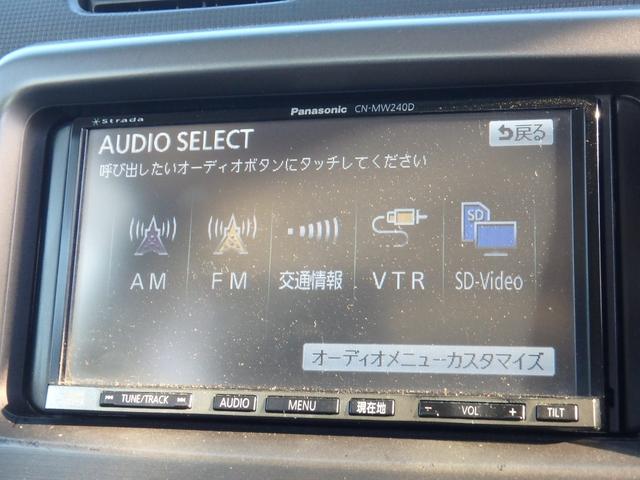 Strada
Panasonic CN-MW240D
AUDIO SELECT
戻る
呼び出したいオーディオボタンにタッチしてください
SD
AM FM 交通情報 VTR SD-Video
オーディオメニューカスタマイズ
TUNE/TRACK AUDIO MENU 現在地 - VOL + TILT